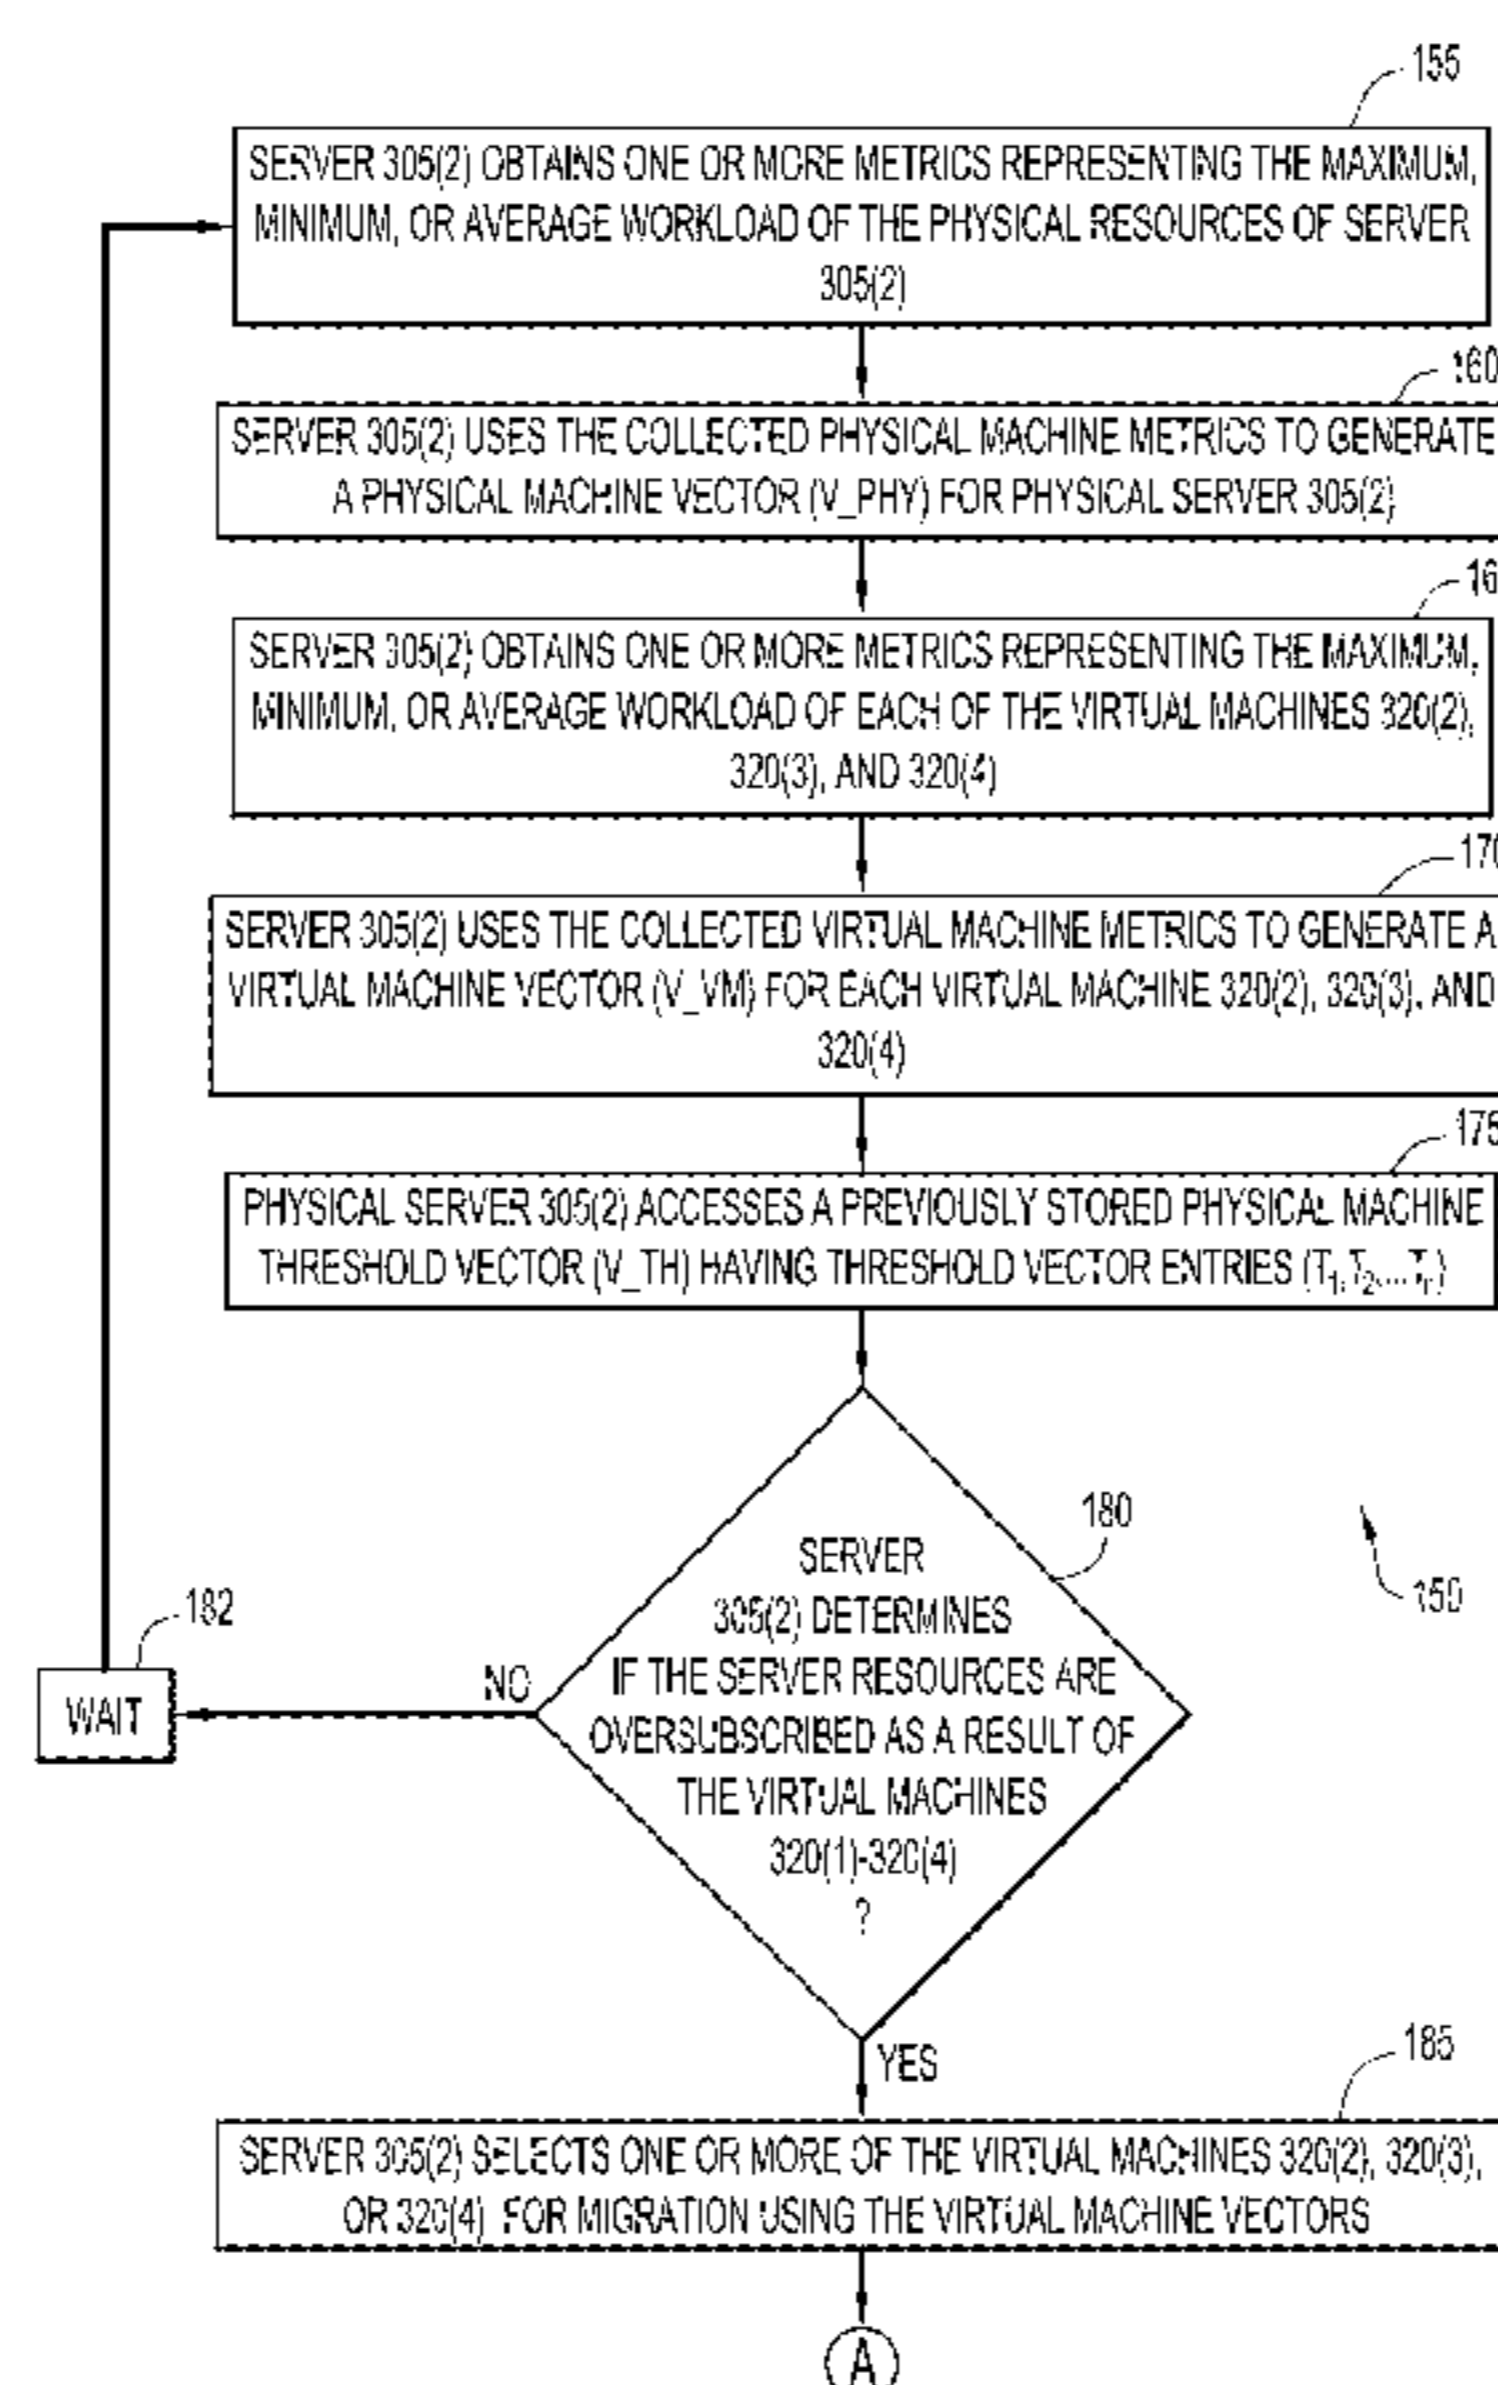 155
SERVER 305(2) OBTAINS ONE OR MORE METRICS REPRESENTING THE MAXIMUM,
MINIMUM, OR AVERAGE WORKLOAD OF THE PHYSICAL RESOURCES OF SERVER
305(2)
160
SERVER 305(2) USES THE COLLECTED PHYSICAL MACHINE METRICS TO GENERATE
A PHYSICAL MACHINE VECTOR (V_PHY) FOR PHYSICAL SERVER 305(2)
16
SERVER 305(2) OBTAINS ONE OR MORE METRICS REPRESENTING THE MAXIMUM,
MINIMUM, OR AVERAGE WORKLOAD OF EACH OF THE VIRTUAL MACHINES 320(2),
320(3), AND 320(4)
170
SERVER 305(2) USES THE COLLECTED VIRTUAL MACHINE METRICS TO GENERATE A
VIRTUAL MACHINE VECTOR (V_VM) FOR EACH VIRTUAL MACHINE 320(2), 320(3), AND
320(4)
175
PHYSICAL SERVER 305(2) ACCESSES A PREVIOUSLY STORED PHYSICAL MACHINE
THRESHOLD VECTOR (V_TH) HAVING THRESHOLD VECTOR ENTRIES (T1,T2,...Tn)
180
SERVER
305(2) DETERMINES
IF THE SERVER RESOURCES ARE
OVERSUBSCRIBED AS A RESULT OF
THE VIRTUAL MACHINES
320(1)-320(4)
?
150
182
NO
WAIT
YES
185
SERVER 305(2) SELECTS ONE OR MORE OF THE VIRTUAL MACHINES 320(2), 320(3),
OR 320(4) FOR MIGRATION USING THE VIRTUAL MACHINE VECTORS
A